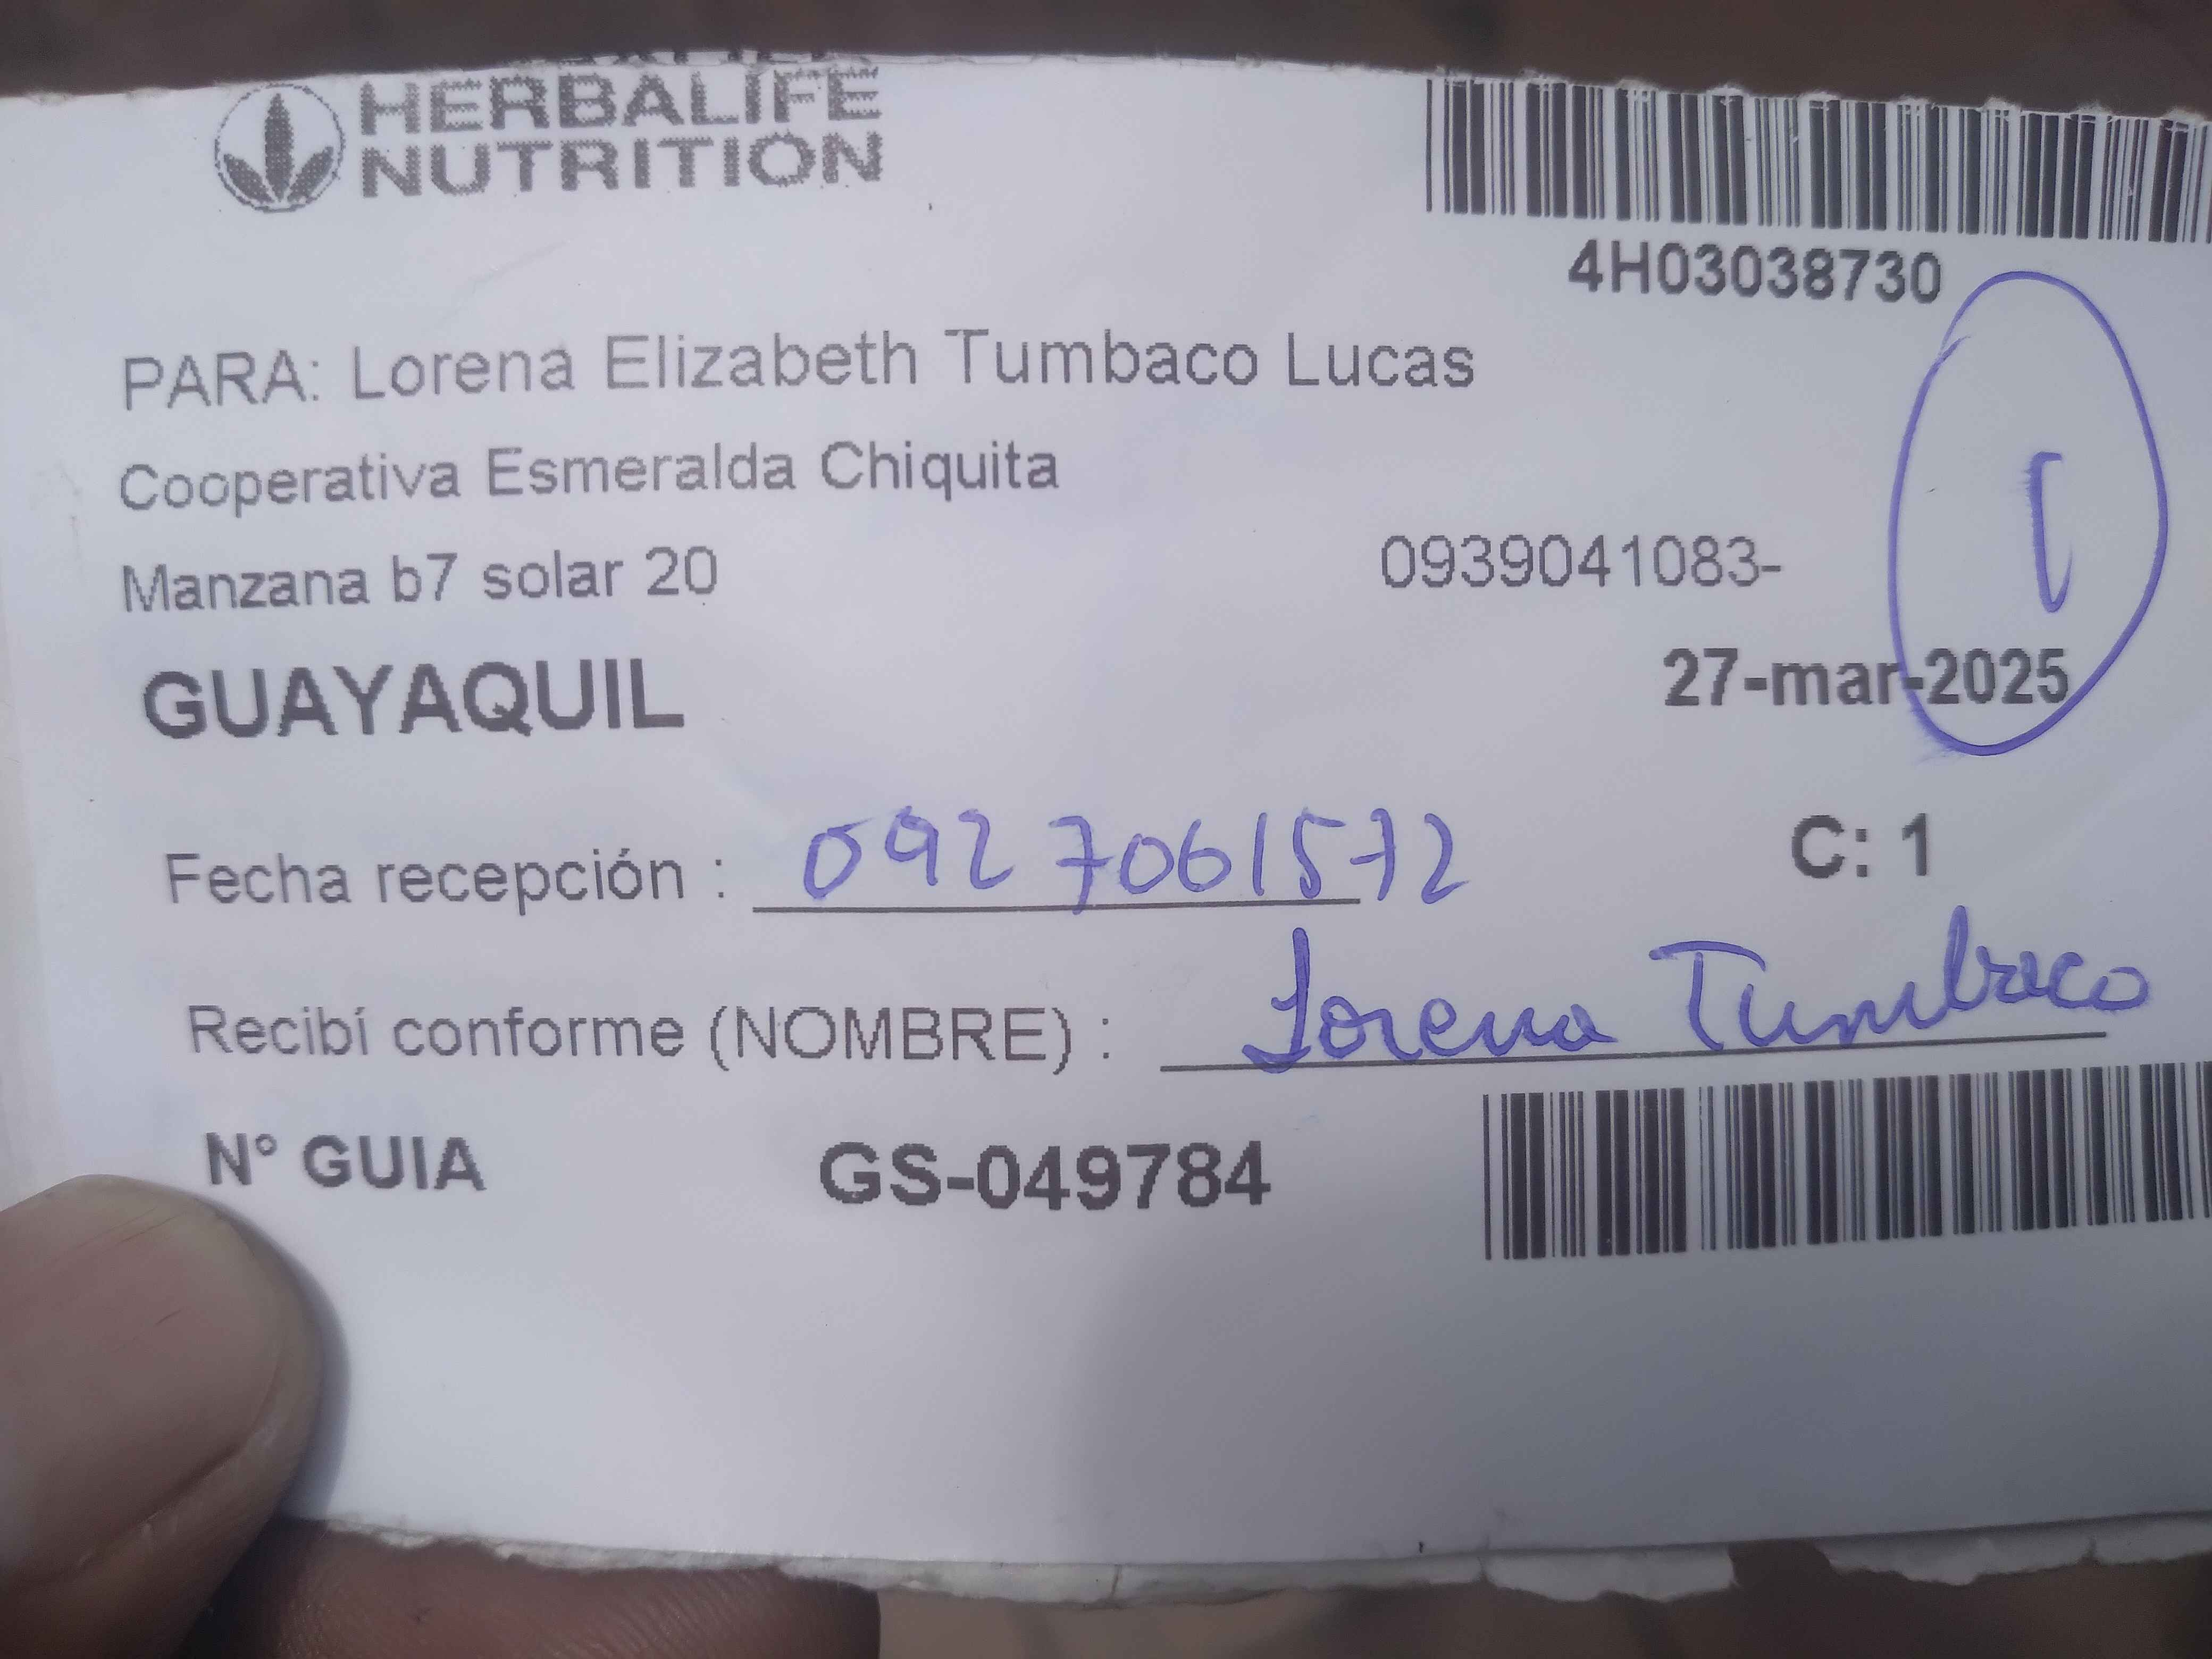 HERBALIFE
NUTRITION
4H03038730
PARA: Lorena Elizabeth Tumbaco Lucas
Cooperativa Esmeralda Chiquita
Manzana b7 solar 20
0939041083-
GUAYAQUIL
27-mar-2025
Fecha recepción : 0927061572
C: 1
Recibí conforme (NOMBRE) : Lorena Tumbaco
N° GUIA GS-049784